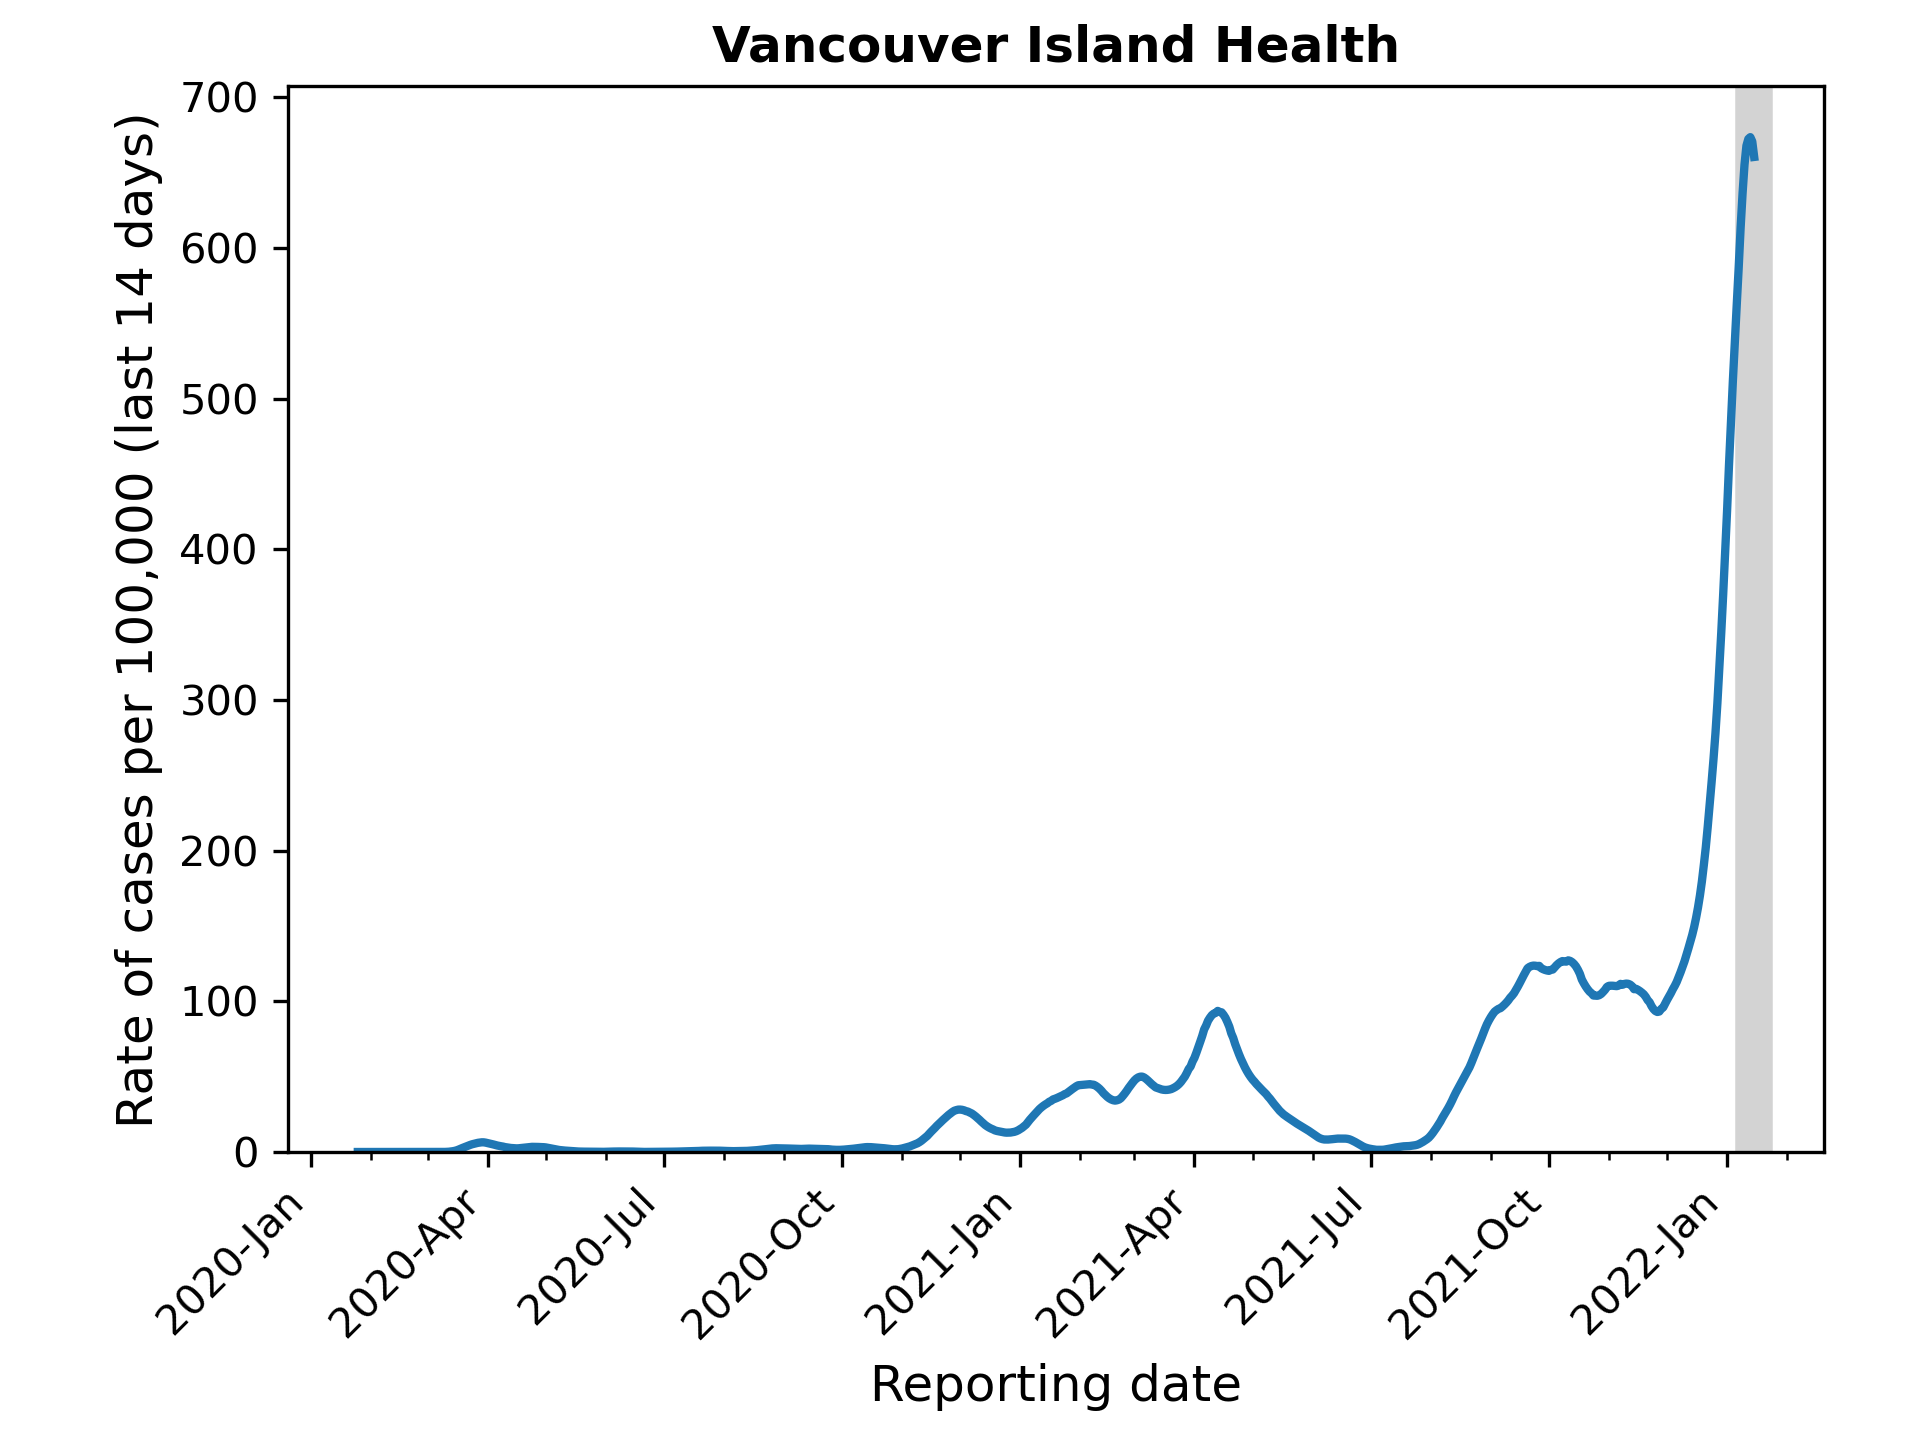 Vancouver Island Health
Rate of cases per 100,000 (last 14 days)
700
600
500
400
300
200
100
0
2020-Jan
2020-Apr
2020-Jul
2020-Oct
2021-Jan
2021-Apr
2021-Jul
2021-Oct
2022-Jan
Reporting date